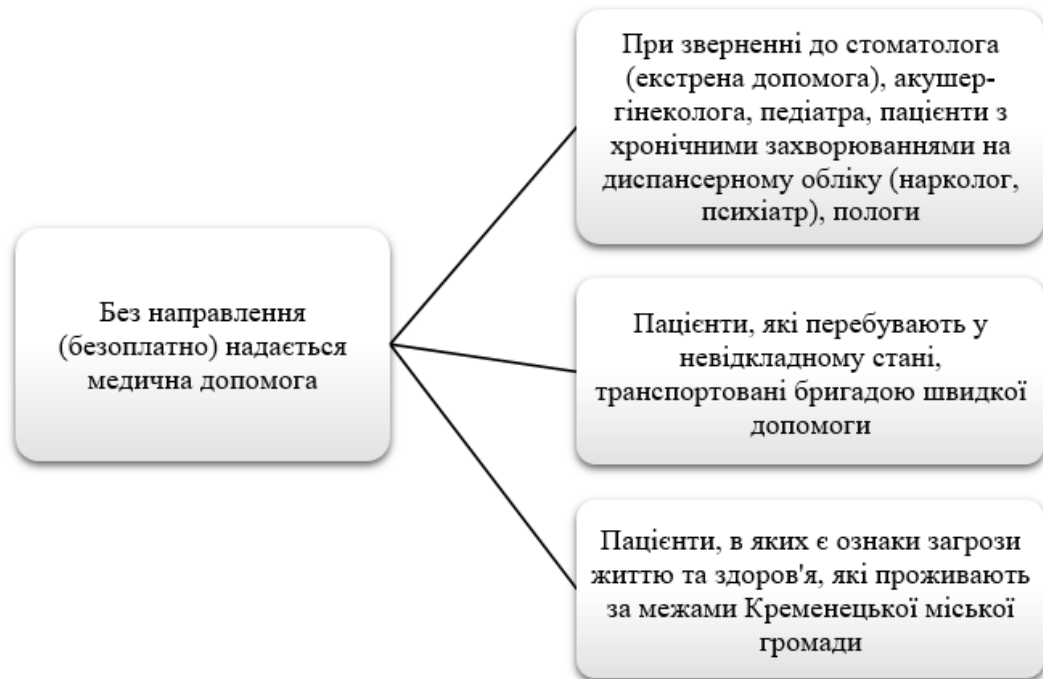 Без направлення
(безоплатно) надається
медична допомога
При зверненні до стоматолога
(екстрена допомога), акушер-
гінеколога, педіатра, пацієнти з
хронічними захворюваннями на
диспансерному обліку (нарколог,
психіатр), пологи
Пацієнти, які перебувають у
невідкладному стані,
транспортовані бригадою швидкої
допомоги
Пацієнти, в яких є ознаки загрози
життю та здоров'я, які проживають
за межами Кременецької міської
громади